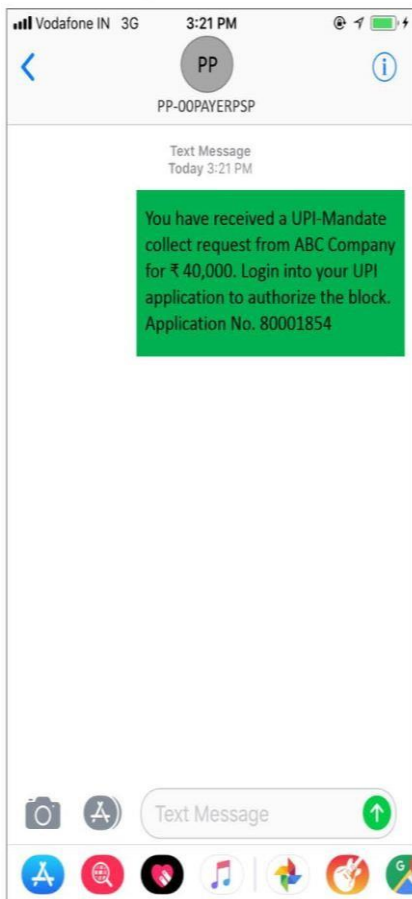 Vodafone IN 3G 3:21 PM
PP
PP-OOPAYERPSP
Text Message
Today 3:21 PM
You have received a UPI-Mandate
collect request from ABC Company
for ₹ 40,000. Login into your UPI
application to authorize the block.
Application No. 80001854
Text Message